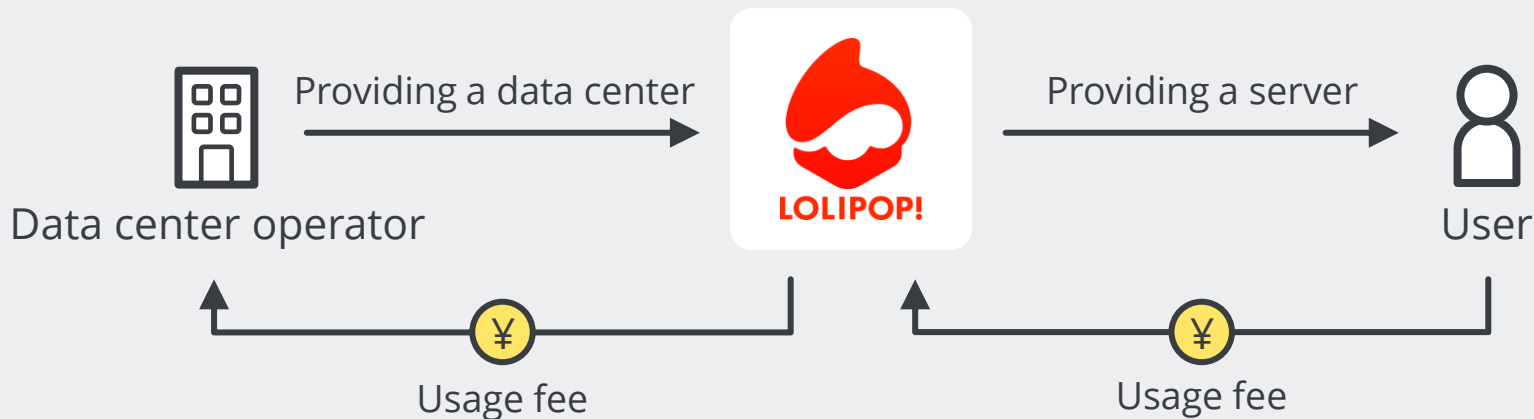 Providing a data center
Providing a server
LOLIPOP!
Data center operator
User
¥
¥
Usage fee
Usage fee